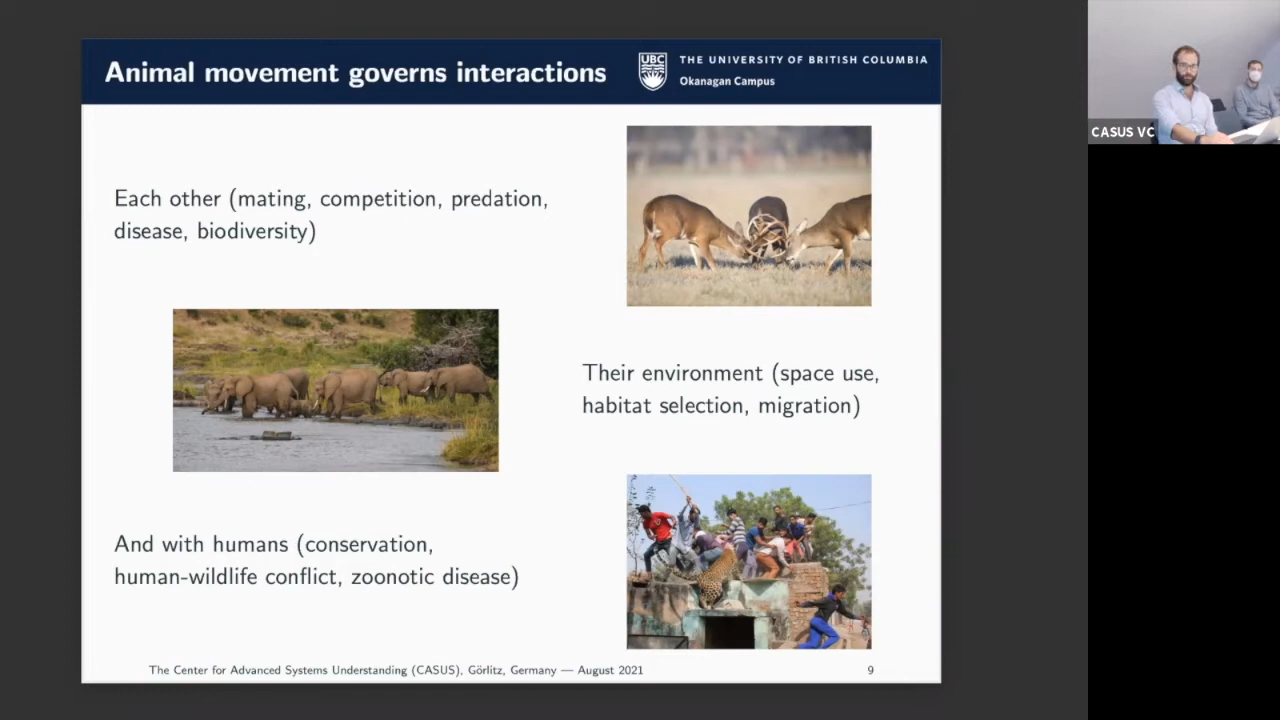 Animal movement governs interactions
UBC
THE UNIVERSITY OF BRITISH COLUMBIA
Okanagan Campus
CASUS VC
Each other (mating, competition, predation,
disease, biodiversity)
Their environment (space use,
habitat selection, migration)
And with humans (conservation,
human-wildlife conflict, zoonotic disease)
The Center for Advanced Systems Understanding (CASUS), Görlitz, Germany — August 2021
9